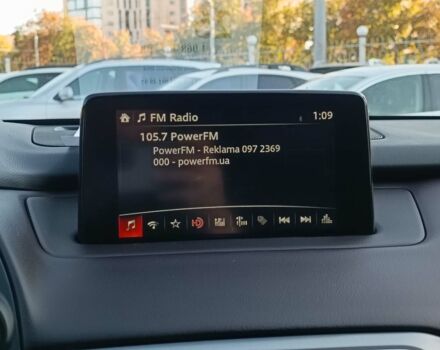 FM Radio
1:09
105.7 PowerFM
PowerFM - Reklama 097 2369
000 - powerfm.ua